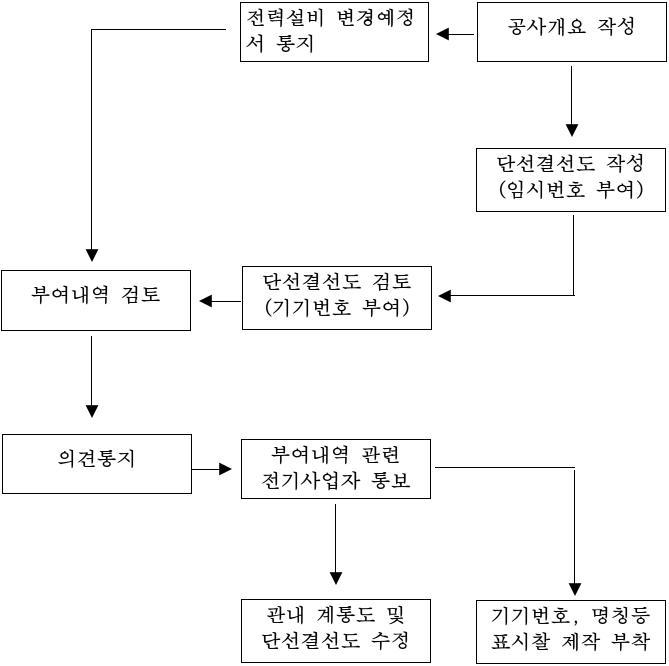 전력설비 변경예정
서 통지
공사개요 작성
단선결선도 작성
(임시번호 부여)
부여내역 검토
단선결선도 검토
(기기번호 부여)
의견통지
부여내역 관련
전기사업자 통보
관내 계통도 및
단선결선도 수정
기기번호, 명칭등
표시찰 제작 부착